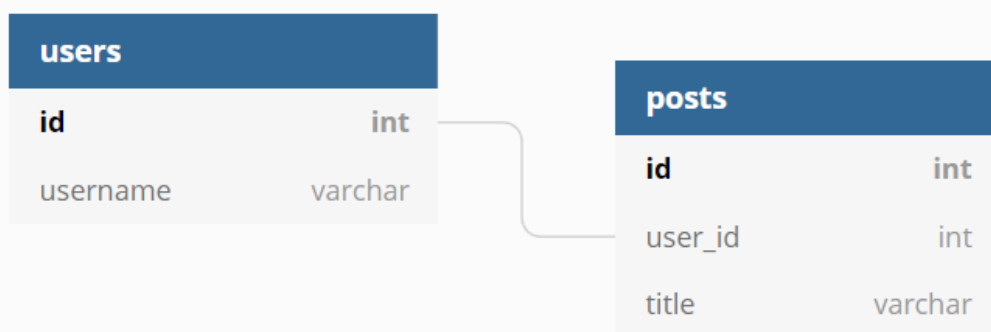 users
id int
username varchar
posts
id int
user_id int
title varchar